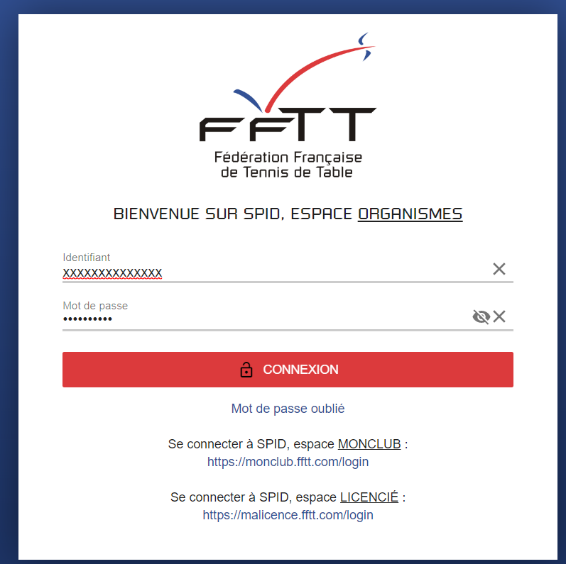 FFTT
Fédération Française
de Tennis de Table
BIENVENUE SUR SPID, ESPACE ORGANISMES
Identifiant
XXXXXXXXXXXXXX
Mot de passe
••••••••••
CONNEXION
Mot de passe oublié
Se connecter à SPID, espace MONCLUB :
https://monclub.fftt.com/login
Se connecter à SPID, espace LICENCIÉ :
https://malicence.fftt.com/login